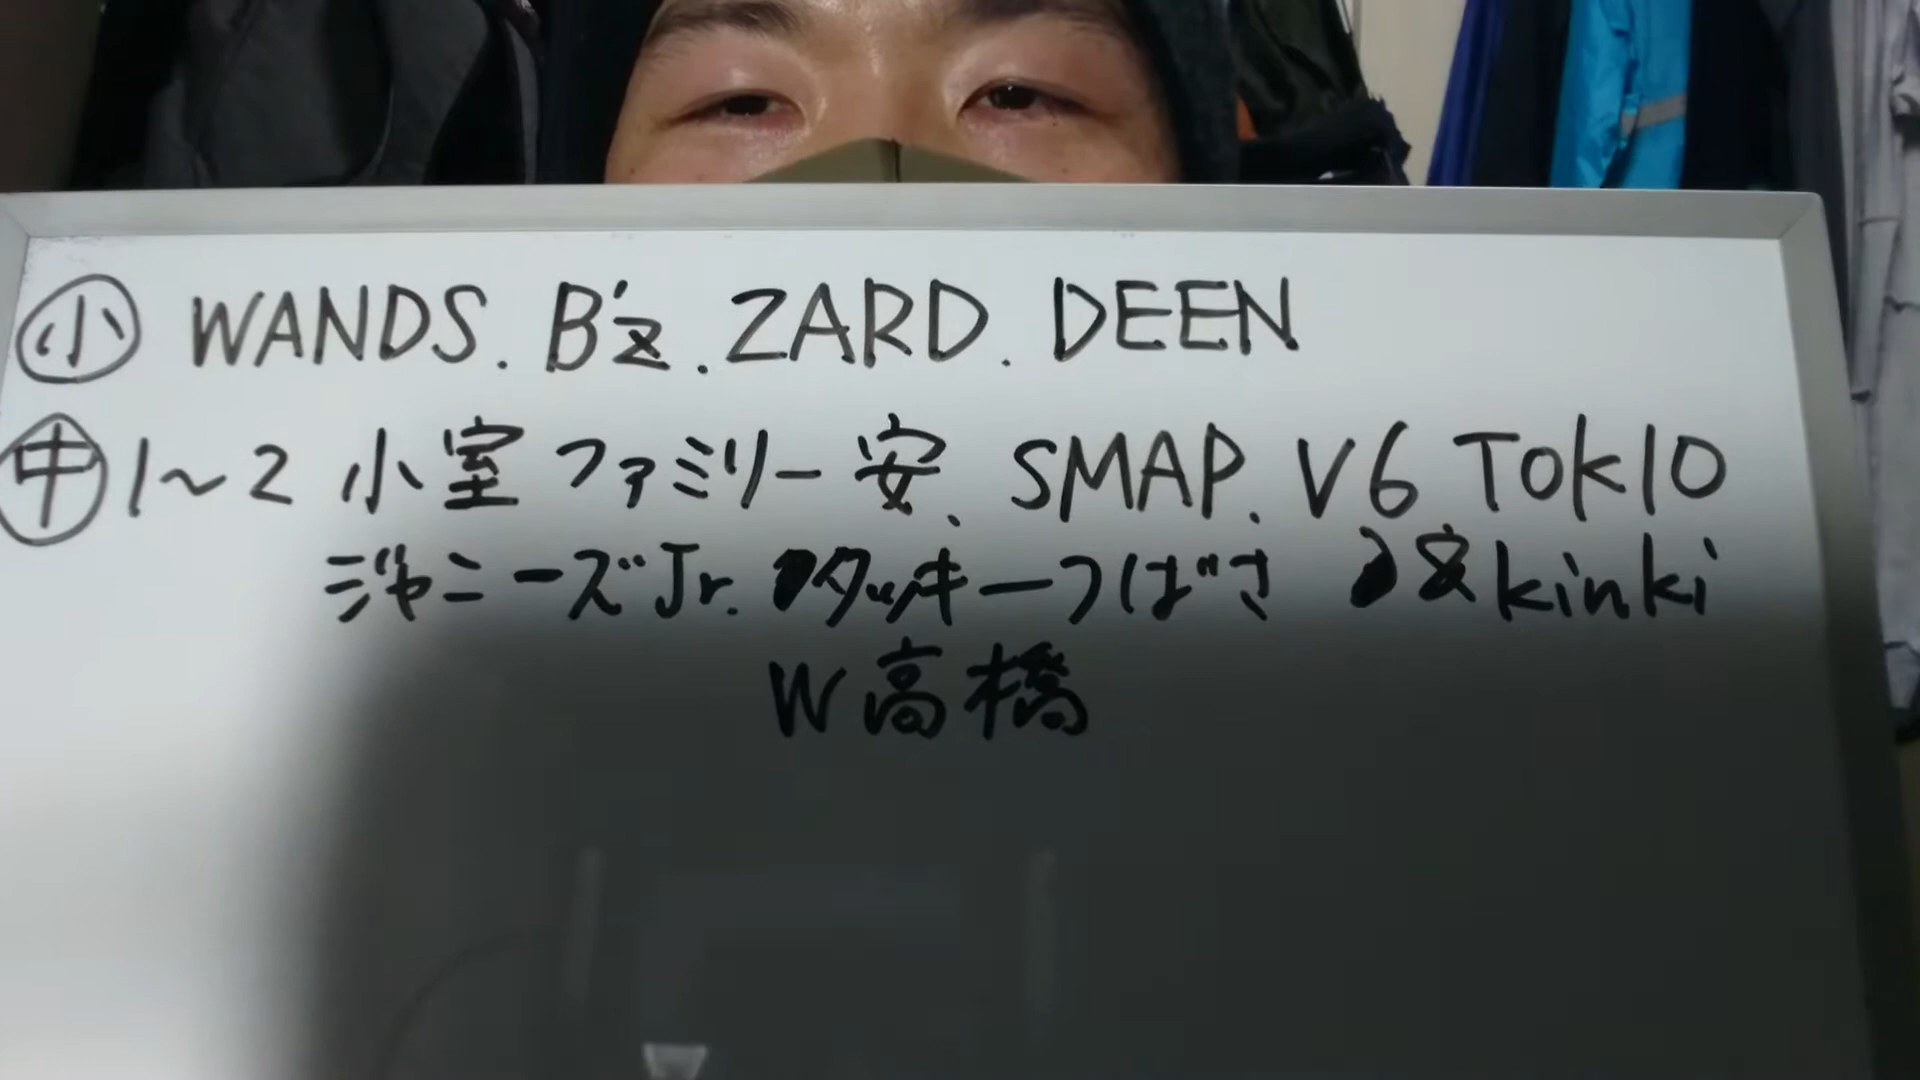 小 WANDS. B'z. ZARD. DEEN
中 1~2 小室ファミリー 安. SMAP. V6 TOKIO
ジャニーズJr. タッキーつばさ kinki
W高橋